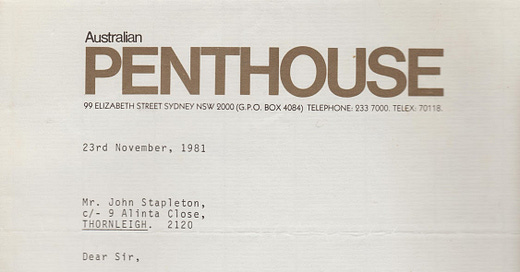 Australian
PENTHOUSE
99 ELIZABETH STREET SYDNEY NSW 2000 (G.P.O. BOX 4084) TELEPHONE: 233 7000. TELEX: 70118.
23rd November, 1981
Mr. John Stapleton,
c/- 9 Alinta Close,
THORNLEIGH. 2120
Dear Sir,